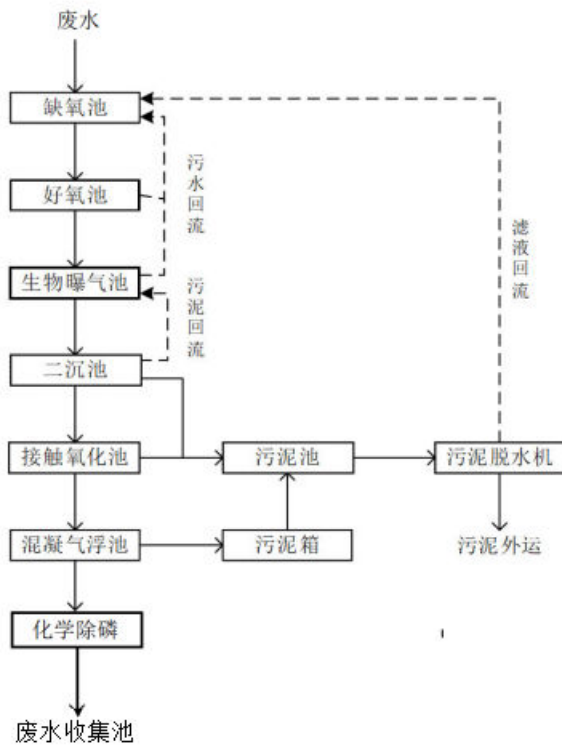 废水
缺氧池
污水回流
好氧池
滤液回流
生物曝气池
污泥回流
二沉池
接触氧化池
污泥池
污泥脱水机
混凝气浮池
污泥箱
污泥外运
化学除磷
废水收集池